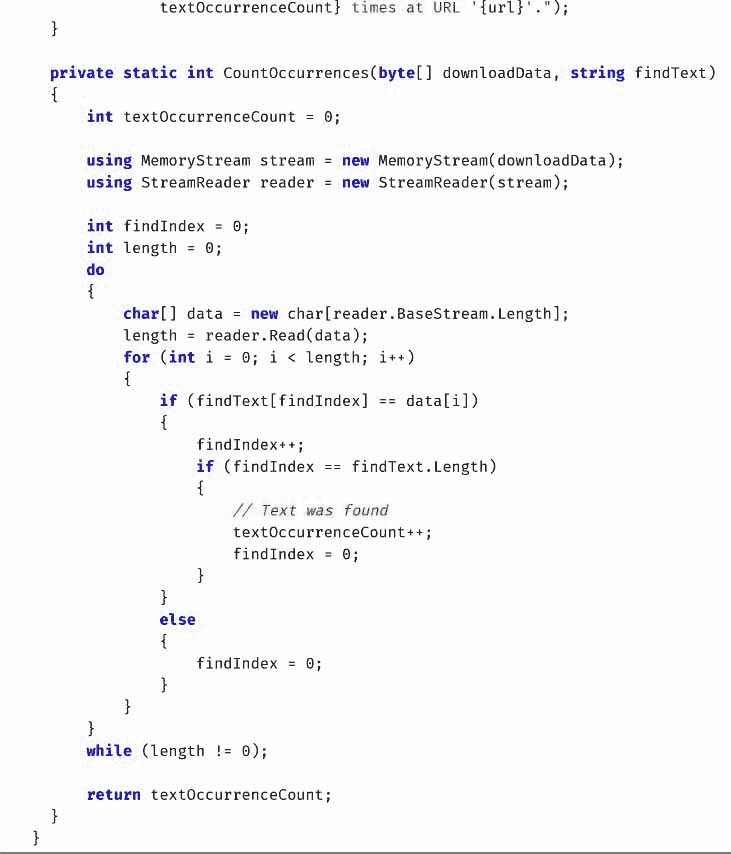 textOccurrenceCount} times at URL '{url}'.");
}
private static int CountOccurrences(byte[] downloadData, string findText)
{
int textOccurrenceCount = 0;
using MemoryStream stream = new MemoryStream(downloadData);
using StreamReader reader = new StreamReader(stream);
int findIndex = 0;
int length = 0;
do
{
char[] data = new char[reader.BaseStream.Length];
length = reader.Read(data);
for (int i = 0; i < length; i++)
{
if (findText[findIndex] == data[i])
{
findIndex++;
if (findIndex == findText.Length)
{
// Text was found
textOccurrenceCount++;
findIndex = 0;
}
}
else
{
findIndex = 0;
}
}
}
while (length != 0);
return textOccurrenceCount;
}
}